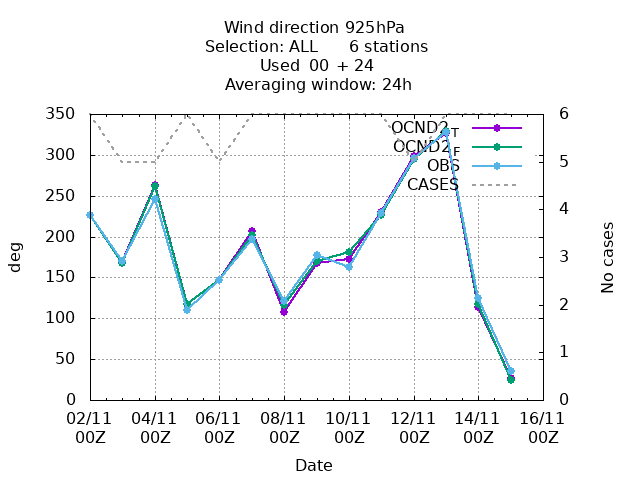 Wind direction 925hPa
Selection: ALL 6 stations
Used 00 + 24
Averaging window: 24h
OCND2_T
OCND2_F
OBS
CASES
350
300
250
200
150
100
50
0
deg
6
5
4
3
2
1
0
No cases
02/11 04/11 06/11 08/11 10/11 12/11 14/11 16/11
00Z 00Z 00Z 00Z 00Z 00Z 00Z 00Z
Date